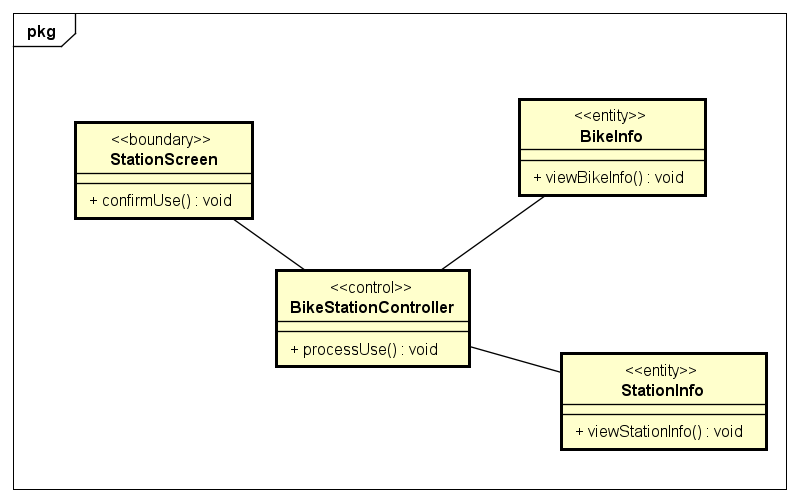 pkg
<<boundary>>
StationScreen
+ confirmUse() : void
<<entity>>
BikeInfo
+ viewBikeInfo() : void
<<control>>
BikeStationController
+ processUse() : void
<<entity>>
StationInfo
+ viewStationInfo() : void